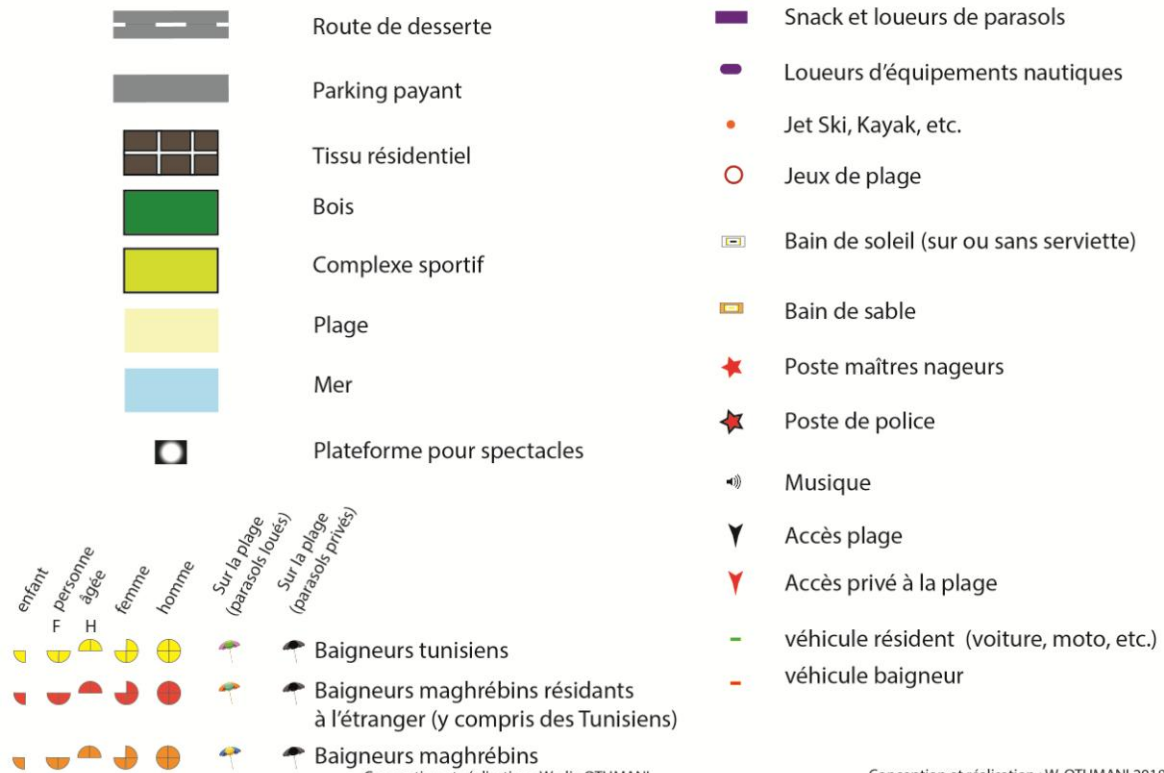 Route de desserte
Parking payant
Tissu résidentiel
Bois
Complexe sportif
Plage
Mer
Plateforme pour spectacles
enfant
personne
âgée
F
H
femme
homme
Sur la plage
(parasols loués)
Sur la plage
(parasols privés)
Baigneurs tunisiens
Baigneurs maghrébins résidants
à l'étranger (y compris des Tunisiens)
Baigneurs maghrébins
Snack et loueurs de parasols
Loueurs d'équipements nautiques
Jet Ski, Kayak, etc.
Jeux de plage
Bain de soleil (sur ou sans serviette)
Bain de sable
Poste maîtres nageurs
Poste de police
Musique
Accès plage
Accès privé à la plage
véhicule résident (voiture, moto, etc.)
véhicule baigneur